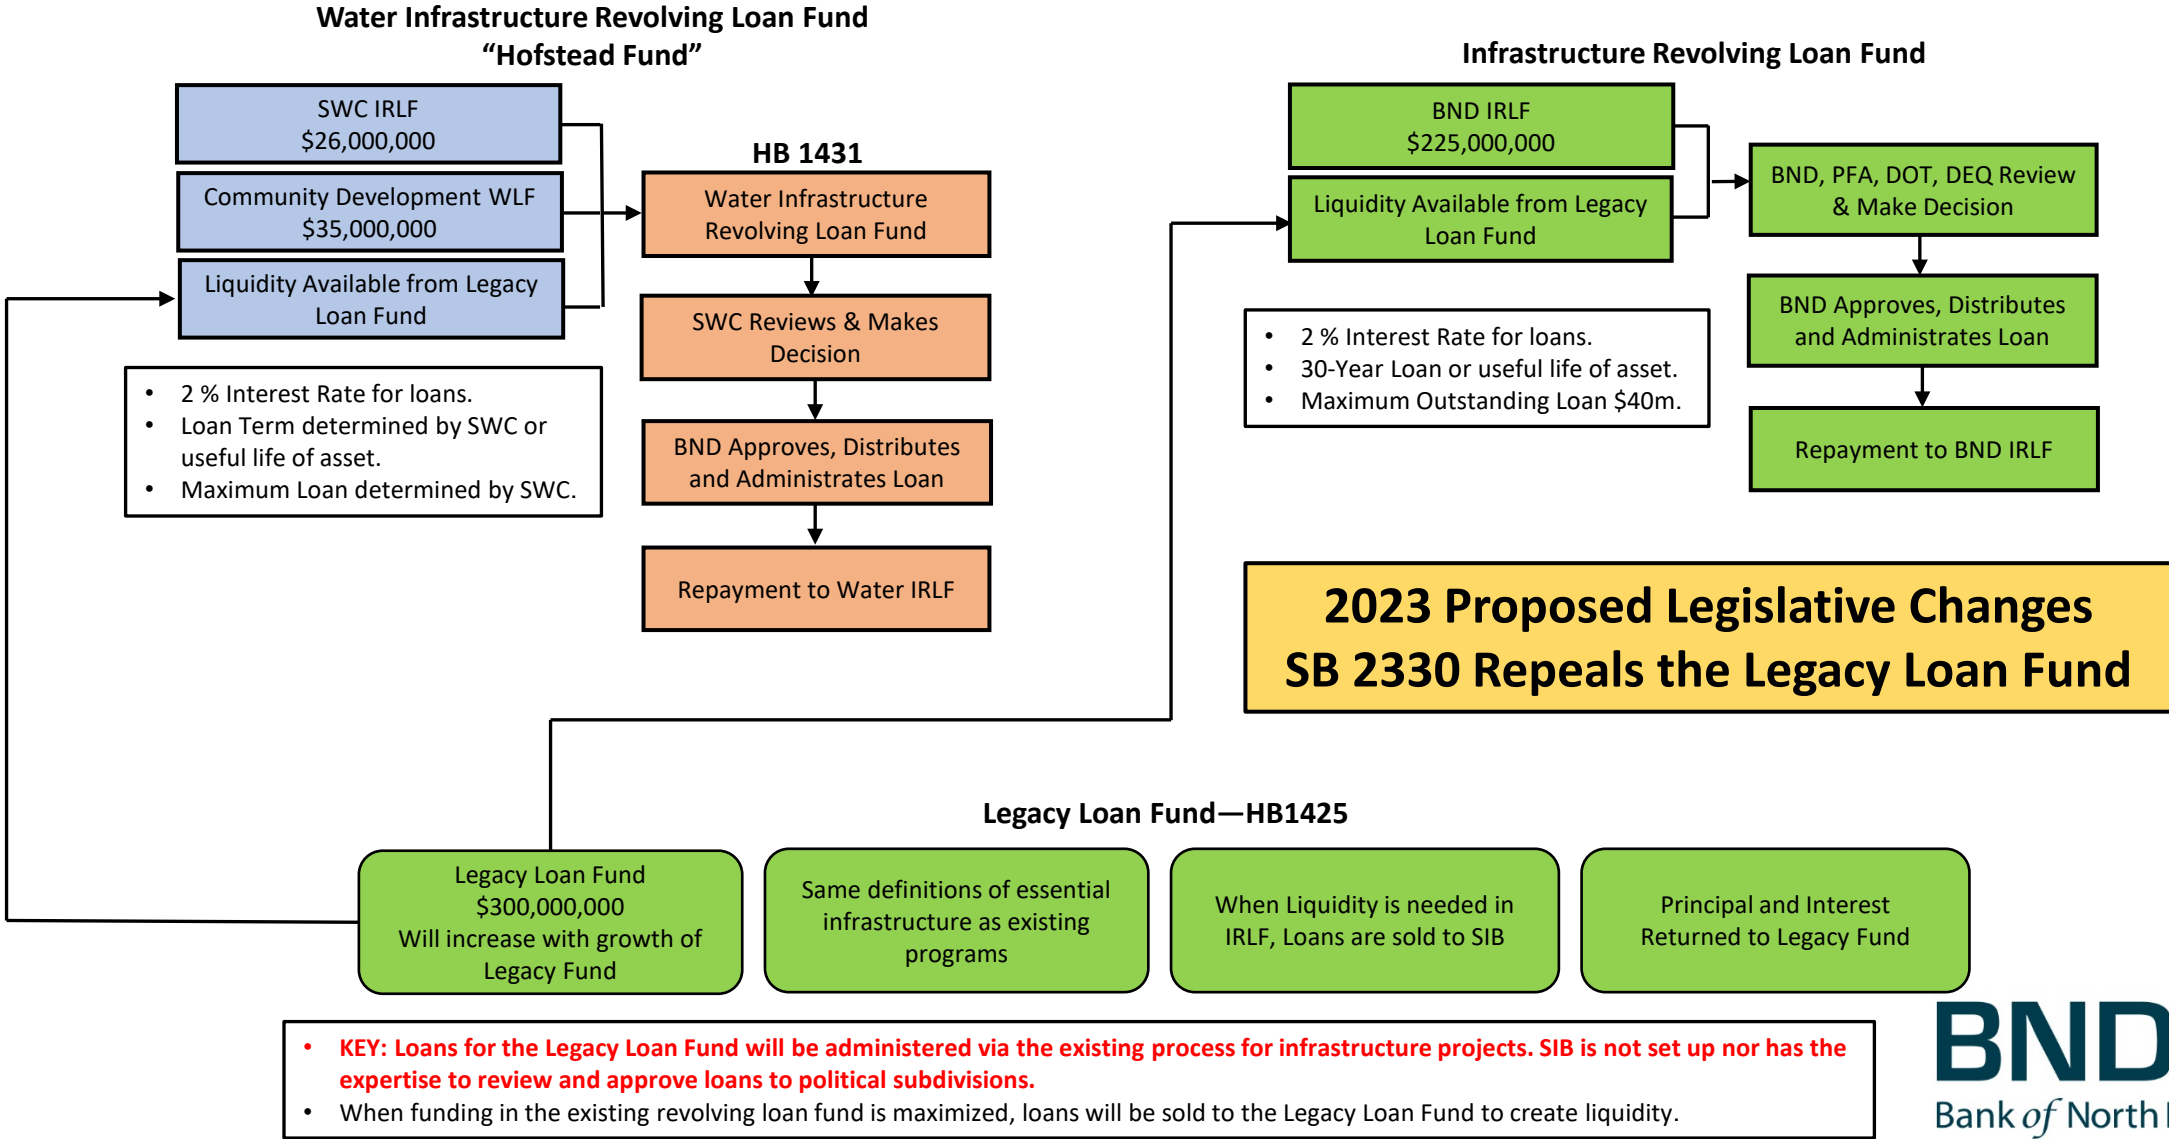 Water Infrastructure Revolving Loan Fund
“Hofstead Fund”
SWC IRLF
$26,000,000
Community Development WLF
$35,000,000
Liquidity Available from Legacy
Loan Fund
• 2 % Interest Rate for loans.
• Loan Term determined by SWC or
useful life of asset.
• Maximum Loan determined by SWC.
HB 1431
Water Infrastructure
Revolving Loan Fund
SWC Reviews & Makes
Decision
BND Approves, Distributes
and Administrates Loan
Repayment to Water IRLF
Infrastructure Revolving Loan Fund
BND IRLF
$225,000,000
Liquidity Available from Legacy
Loan Fund
• 2 % Interest Rate for loans.
• 30-Year Loan or useful life of asset.
• Maximum Outstanding Loan $40m.
BND, PFA, DOT, DEQ Review
& Make Decision
BND Approves, Distributes
and Administrates Loan
Repayment to BND IRLF
2023 Proposed Legislative Changes
SB 2330 Repeals the Legacy Loan Fund
Legacy Loan Fund—HB1425
Legacy Loan Fund
$300,000,000
Will increase with growth of
Legacy Fund
Same definitions of essential
infrastructure as existing
programs
When Liquidity is needed in
IRLF, Loans are sold to SIB
Principal and Interest
Returned to Legacy Fund
• KEY: Loans for the Legacy Loan Fund will be administered via the existing process for infrastructure projects. SIB is not set up nor has the
expertise to review and approve loans to political subdivisions.
• When funding in the existing revolving loan fund is maximized, loans will be sold to the Legacy Loan Fund to create liquidity.
BND
Bank of North